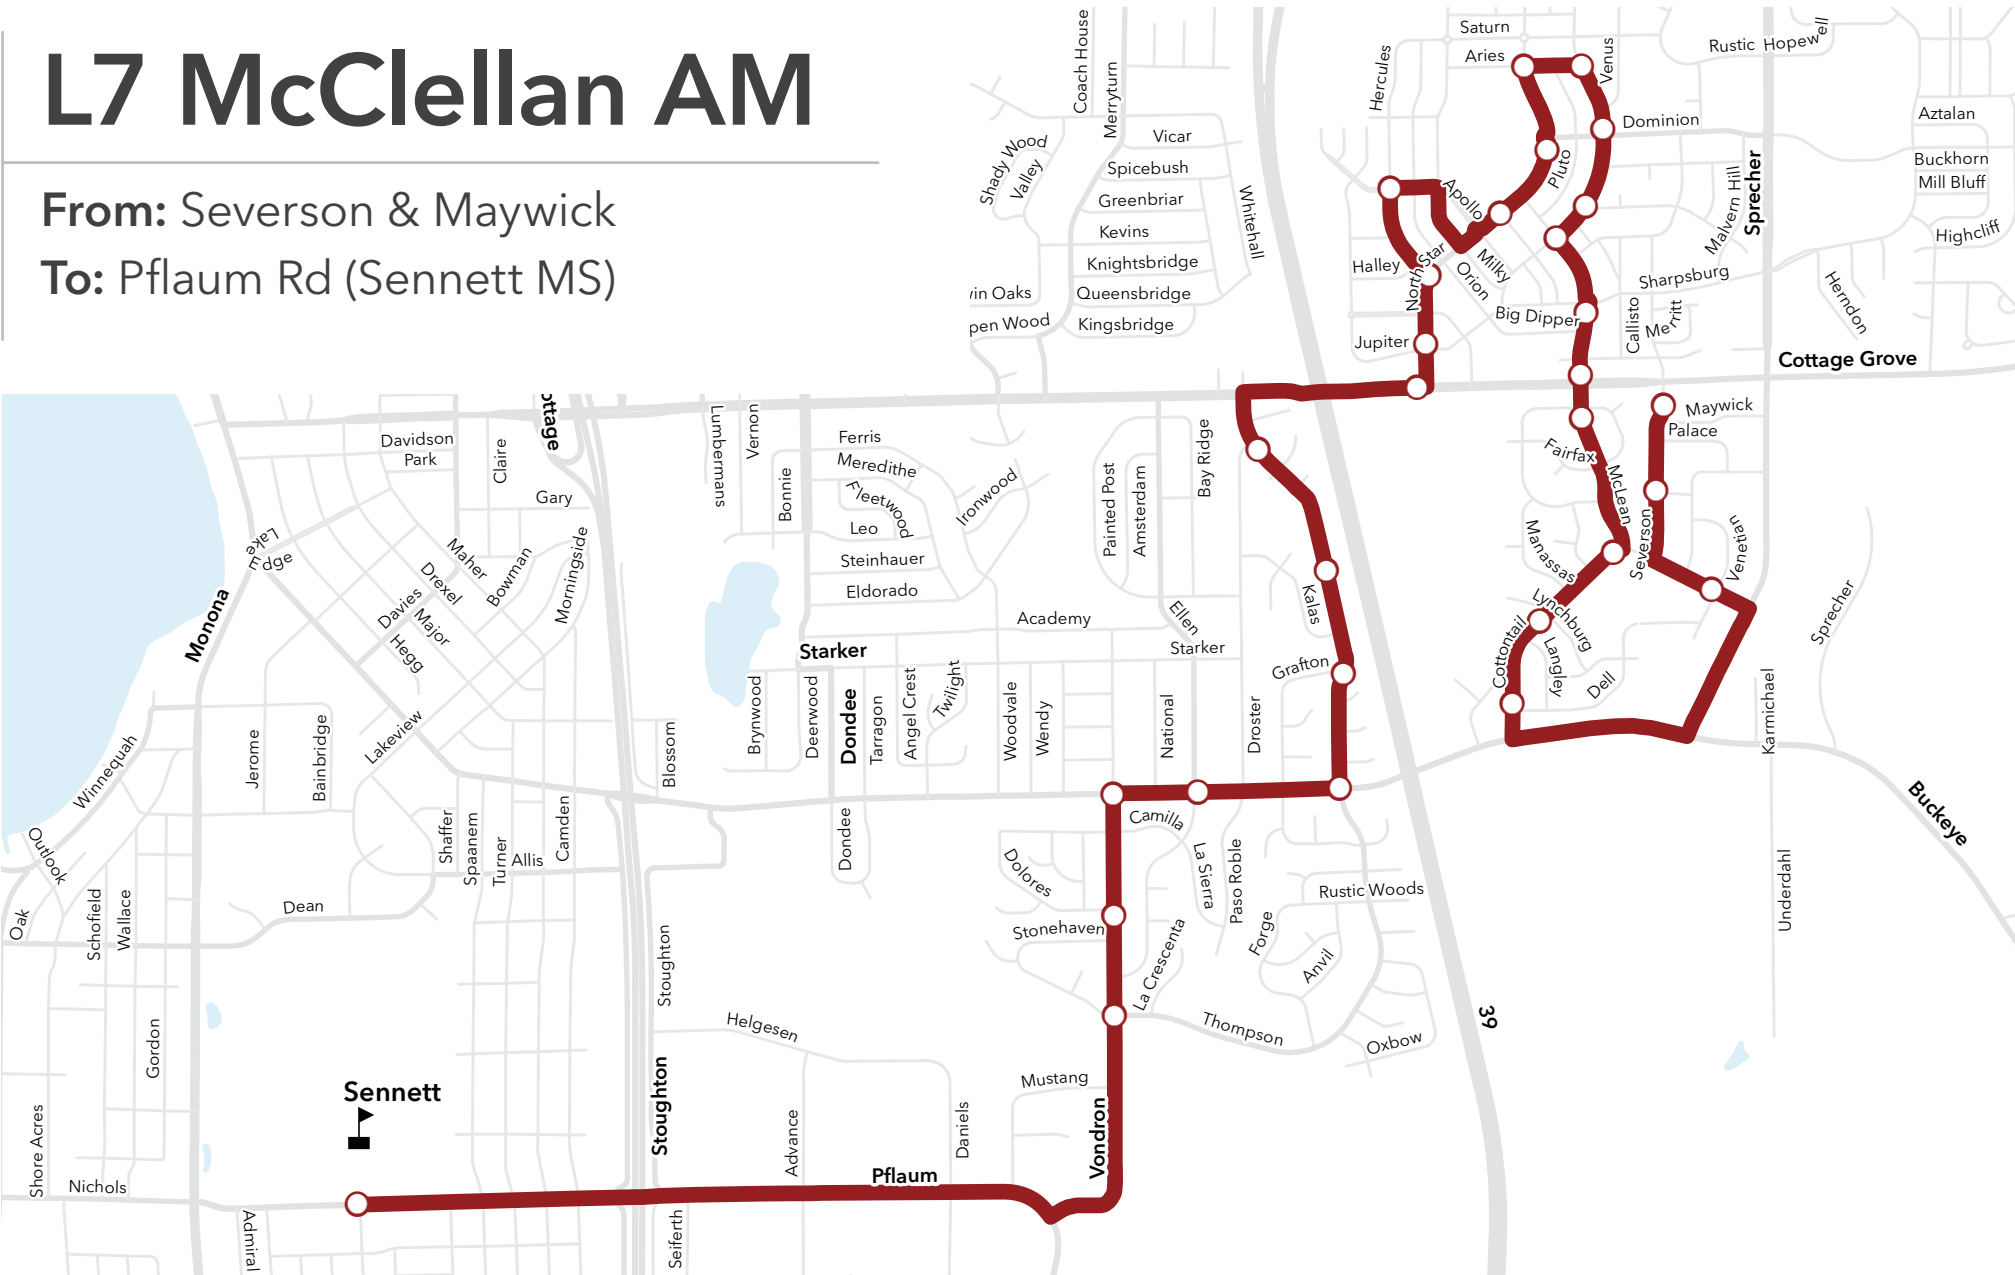 L7 McClellan AM
From: Severson & Maywick
To: Pflaum Rd (Sennett MS)
Coach House
Merryturn
Shady Wood
Valley
Vicar
Spicebush
Greenbriar
Kevins
Knightsbridge
Queensbridge
Kingsbridge
Whitehall
Hercules
Saturn
Aries
Venus
Rustic Hopewell
Dominion
Aztalan
Buckhorn
Mill Bluff
Highcliff
Malvern Hill
Sprecher
Pluto
Apollo
North Star
Milky
Orion
Halley
Jupiter
Big Dipper
Sharpsburg
Callisto
Merritt
Herndon
Cottage Grove
Maywick
Palace
Fairfax
McLean
Severson
Venetian
Manassas
Lynchburg
Cottontail
Langley
Dell
Sprecher
Karmichael
Underdahl
Buckeye
Davidson
Park
Claire
Gary
Lake
Edge
Monona
Maher
Drexel
Davies
Major
Hegg
Bowman
Morningside
Lakeview
Lumbermans
Vernon
Bonnie
Ferris
Meredithe
Fleetwood
Leo
Steinhauer
Eldorado
Ironwood
Painted Post
Amsterdam
Bay Ridge
Academy
Ellen
Starker
Starker
Kalas
Grafton
Brynwood
Deerwood
Dondee
Tarragon
Angel Crest
Twilight
Woodvale
Wendy
National
Droster
Blossom
Winnequah
Jerome
Bainbridge
Outlook
Oak
Schofield
Wallace
Dean
Shaffer
Spaanem
Turner
Allis
Camden
Dondee
Camilla
Dolores
La Sierra
Paso Roble
Stonehaven
La Crescenta
Forge
Rustic Woods
Anvil
Thompson
Oxbow
39
Stoughton
Helgesen
Gordon
Sennett
Stoughton
Mustang
Advance
Daniels
Vondron
Pflaum
Shore Acres
Nichols
Admiral
Seiferth